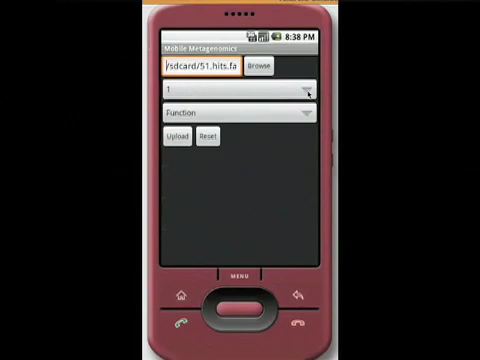 8:38 PM
Mobile Metagenomics
/sdcard/51.hits.fa
Browse
1
Function
Upload
Reset
MENU